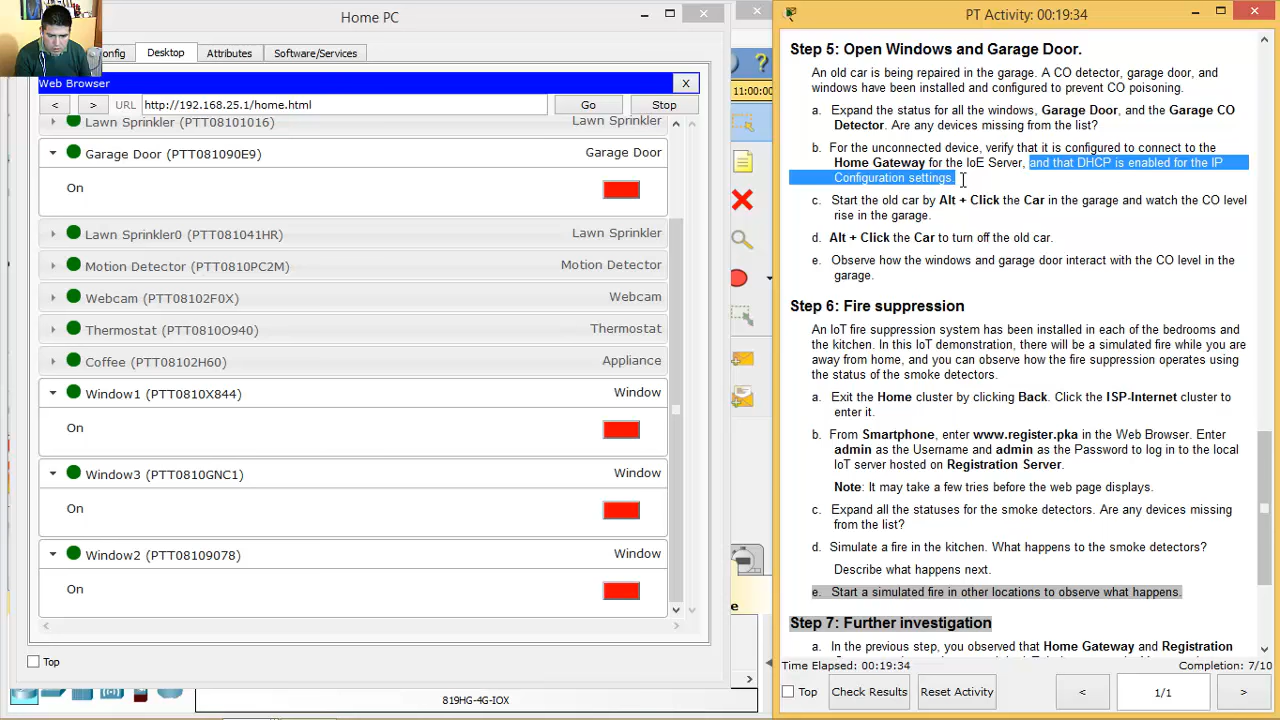 Home PC
onfig
Desktop
Attributes
Software/Services
Web Browser
X
<
>
URL
http://192.168.25.1/home.html
Go
Stop
Lawn Sprinkler (PTT08101016)
Lawn Sprinkler
Garage Door (PTT081090E9)
Garage Door
On
Lawn Sprinkler0 (PTT081041HR)
Lawn Sprinkler
Motion Detector (PTT0810PC2M)
Motion Detector
Webcam (PTT08102F0X)
Webcam
Thermostat (PTT0810O940)
Thermostat
Coffee (PTT08102H60)
Appliance
Window1 (PTT0810X844)
Window
On
Window3 (PTT0810GNC1)
Window
On
Window2 (PTT08109078)
Window
On
Top
11:00:00
819HG-4G-IOX
PT Activity: 00:19:34
Step 5: Open Windows and Garage Door.
An old car is being repaired in the garage. A CO detector, garage door, and
windows have been installed and configured to prevent CO poisoning.
a. Expand the status for all the windows, Garage Door, and the Garage CO
Detector. Are any devices missing from the list?
b. For the unconnected device, verify that it is configured to connect to the
Home Gateway for the IoE Server, and that DHCP is enabled for the IP
Configuration settings.
c. Start the old car by Alt + Click the Car in the garage and watch the CO level
rise in the garage.
d. Alt + Click the Car to turn off the old car.
e. Observe how the windows and garage door interact with the CO level in the
garage.
Step 6: Fire suppression
An IoT fire suppression system has been installed in each of the bedrooms and
the kitchen. In this IoT demonstration, there will be a simulated fire while you are
away from home, and you can observe how the fire suppression operates using
the status of the smoke detectors.
a. Exit the Home cluster by clicking Back. Click the ISP-Internet cluster to
enter it.
b. From Smartphone, enter www.register.pka in the Web Browser. Enter
admin as the Username and admin as the Password to log in to the local
IoT server hosted on Registration Server.
Note: It may take a few tries before the web page displays.
c. Expand all the statuses for the smoke detectors. Are any devices missing
from the list?
d. Simulate a fire in the kitchen. What happens to the smoke detectors?
Describe what happens next.
e. Start a simulated fire in other locations to observe what happens.
Step 7: Further investigation
a. In the previous step, you observed that Home Gateway and Registration
Time Elapsed: 00:19:34
Completion: 7/10
Top
Check Results
Reset Activity
<
1/1
>